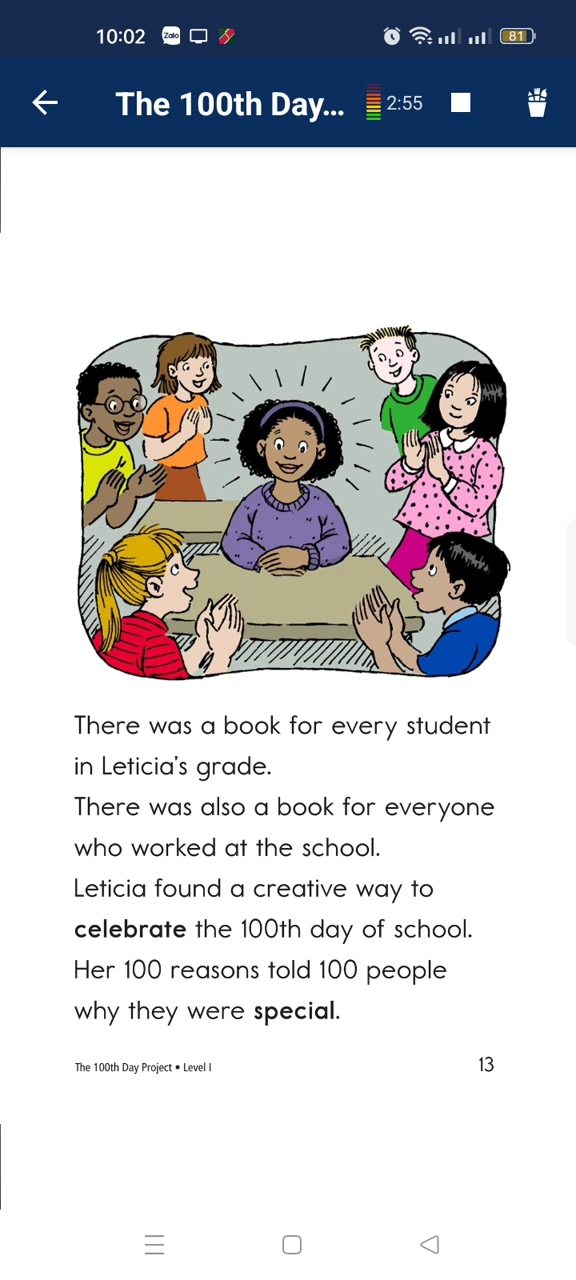 10:02 Zalo 81
The 100th Day... 2:55
There was a book for every student
in Leticia's grade.
There was also a book for everyone
who worked at the school.
Leticia found a creative way to
celebrate the 100th day of school.
Her 100 reasons told 100 people
why they were special.
The 100th Day Project • Level I 13